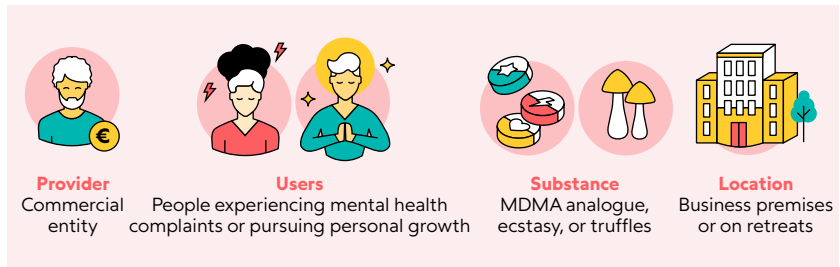 €
Provider
Commercial
entity
Users
People experiencing mental health
complaints or pursuing personal growth
Substance
MDMA analogue,
ecstasy, or truffles
Location
Business premises
or on retreats